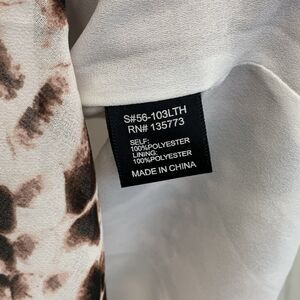 S#56-103LTH
RN# 135773
SELF:
100%POLYESTER
LINING:
100%POLYESTER
MADE IN CHINA